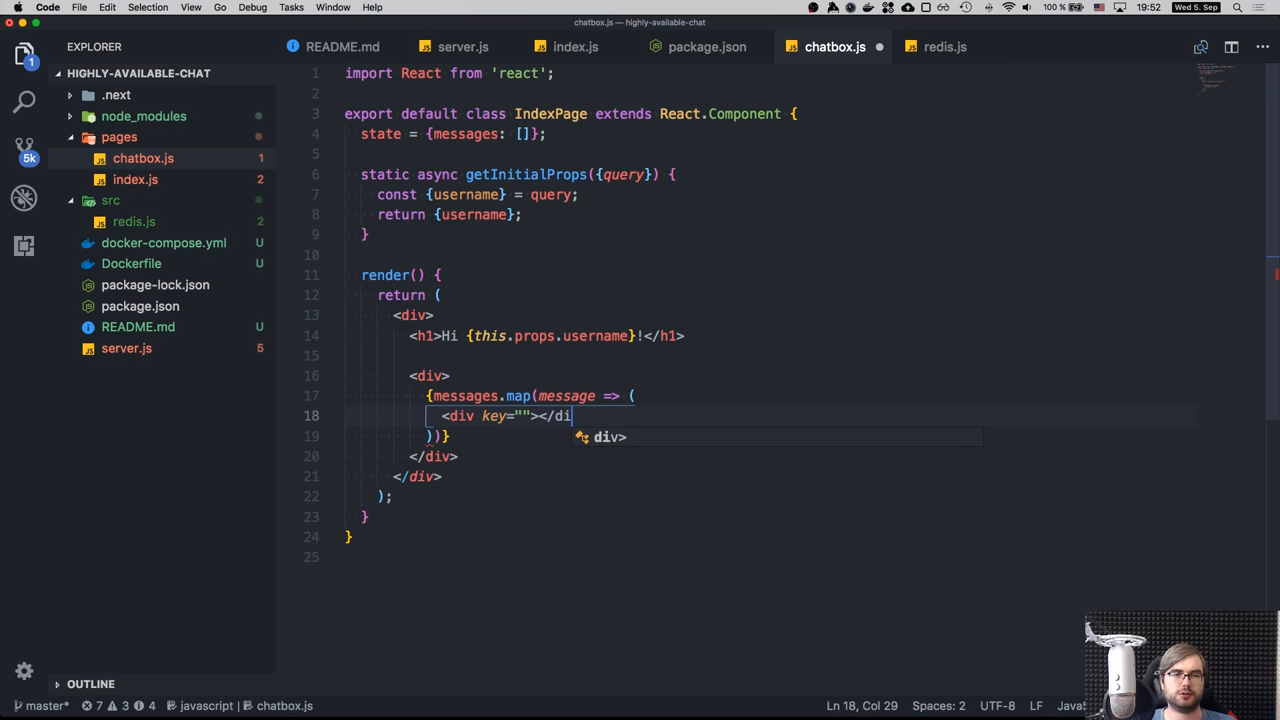 Code File Edit Selection View Go Debug Tasks Window Help 100 % 19:52 Wed 5. Sep
chatbox.js — highly-available-chat
EXPLORER
README.md server.js index.js package.json chatbox.js redis.js
HIGHLY-AVAILABLE-CHAT
.next
node_modules
pages
chatbox.js 1
index.js 2
src
redis.js 2
docker-compose.yml U
Dockerfile U
package-lock.json
package.json
README.md U
server.js 5
1
5k
1 import React from 'react';
2
3 export default class IndexPage extends React.Component {
4 state = {messages: []};
5
6 static async getInitialProps({query}) {
7 const {username} = query;
8 return {username};
9 }
10
11 render() {
12 return (
13 <div>
14 <h1>Hi {this.props.username}!</h1>
15
16 <div>
17 {messages.map(message => (
18 <div key=""></di
div>
19 ))}
20 </div>
21 </div>
22 );
23 }
24 }
25
OUTLINE
master* 7 3 4 javascript chatbox.js Ln 18, Col 29 Spaces: 2 UTF-8 LF